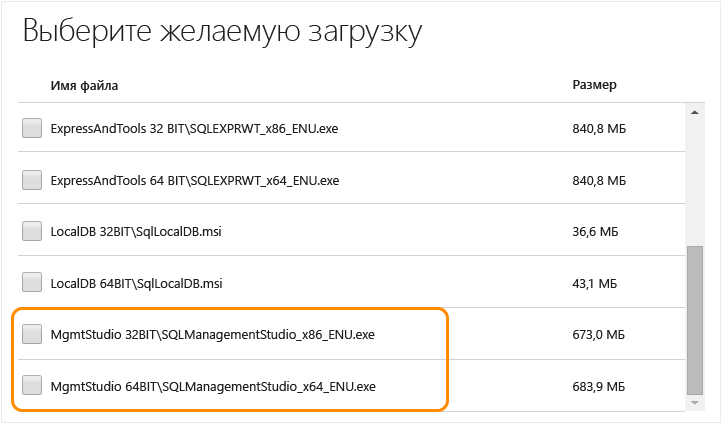 Выберите желаемую загрузку
Имя файла Размер
ExpressAndTools 32 BIT\SQLEXPRWT_x86_ENU.exe 840,8 МБ
ExpressAndTools 64 BIT\SQLEXPRWT_x64_ENU.exe 840,8 МБ
LocalDB 32BIT\SqlLocalDB.msi 36,6 МБ
LocalDB 64BIT\SqlLocalDB.msi 43,1 МБ
MgmtStudio 32BIT\SQLManagementStudio_x86_ENU.exe 673,0 МБ
MgmtStudio 64BIT\SQLManagementStudio_x64_ENU.exe 683,9 МБ